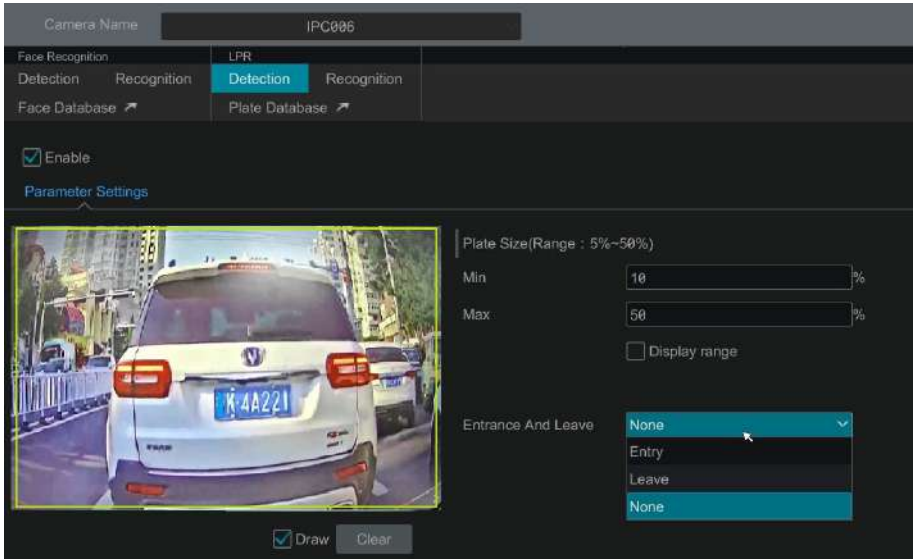 Camera Name IPC006
Face Recognition LPR
Detection Recognition Detection Recognition
Face Database Plate Database
Enable
Parameter Settings
Plate Size(Range : 5%~50%)
Min 10 %
Max 50 %
Display range
Entrance And Leave None
Entry
Leave
None
4A221
Draw Clear